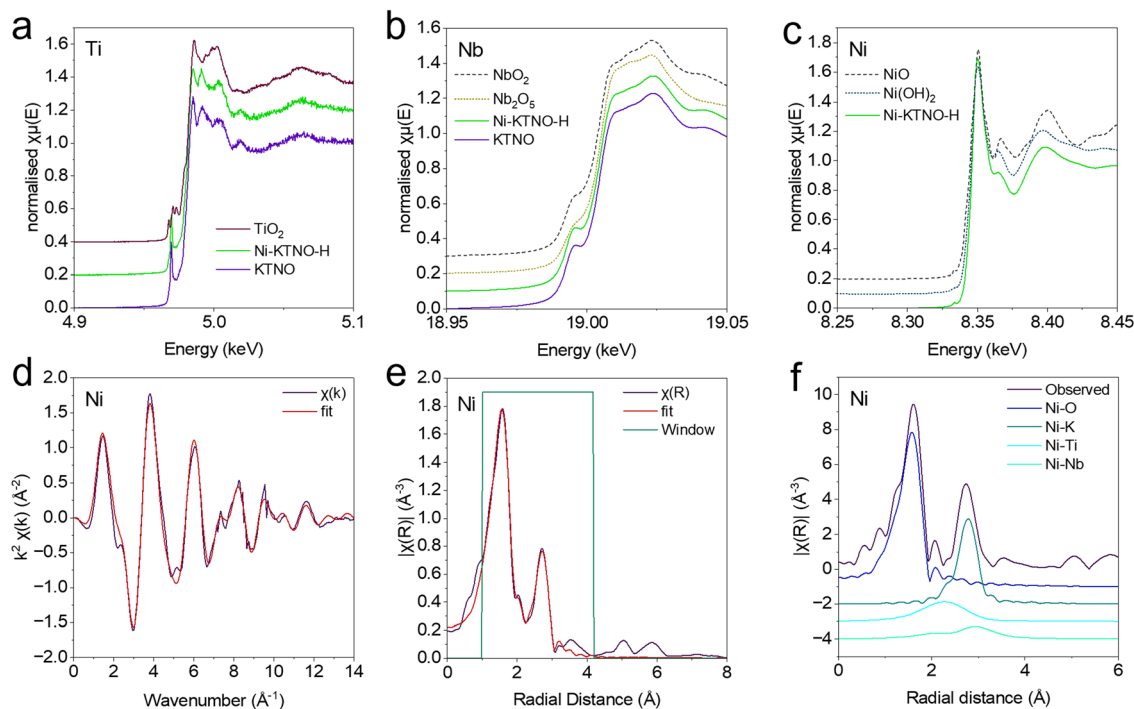 a
Ti
normalised χμ(E)
1.6
1.4
1.2
1.0
0.8
0.6
0.4
0.2
0.0
TiO₂
Ni-KTNO-H
KTNO
4.9
5.0
5.1
Energy (keV)
b
Nb
normalised χμ(E)
1.6
1.4
1.2
1.0
0.8
0.6
0.4
0.2
0.0
NbO₂
Nb₂O₅
Ni-KTNO-H
KTNO
18.95
19.00
19.05
Energy (keV)
c
Ni
normalised χμ(E)
1.8
1.6
1.4
1.2
1.0
0.8
0.6
0.4
0.2
0.0
NiO
Ni(OH)₂
Ni-KTNO-H
8.25
8.30
8.35
8.40
8.45
Energy (keV)
d
Ni
k² χ(k) (Å⁻²)
2.0
1.5
1.0
0.5
0.0
−0.5
−1.0
−1.5
−2.0
χ(k)
fit
0
2
4
6
8
10
12
14
Wavenumber (Å⁻¹)
e
Ni
|χ(R)| (Å⁻³)
2.0
1.8
1.6
1.4
1.2
1.0
0.8
0.6
0.4
0.2
0.0
χ(R)
fit
Window
0
2
4
6
8
Radial Distance (Å)
f
Ni
|χ(R)| (Å⁻³)
10
8
6
4
2
0
−2
−4
Observed
Ni-O
Ni-K
Ni-Ti
Ni-Nb
0
2
4
6
Radial distance (Å)